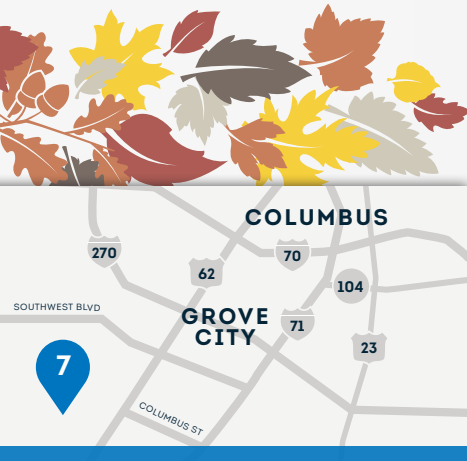 COLUMBUS
270
70
62
104
SOUTHWEST BLVD
GROVE
CITY
71
23
7
COLUMBUS ST